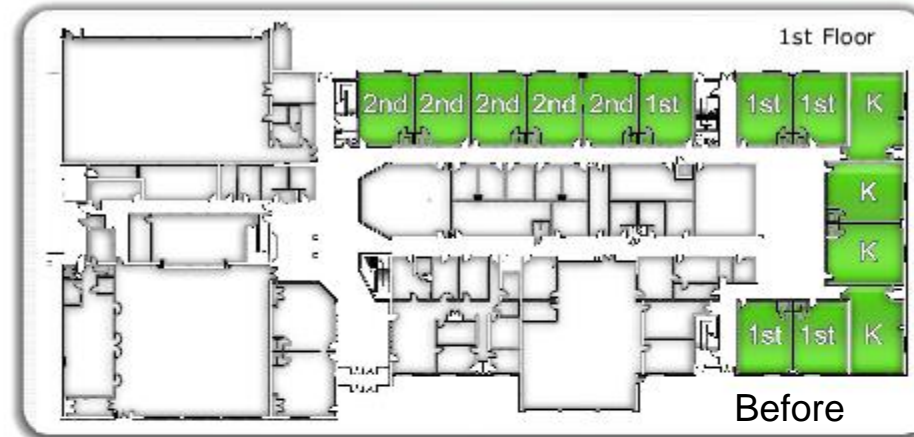 1st Floor
2nd 2nd 2nd 2nd 2nd 1st 1st 1st K
K
K
1st 1st K
Before